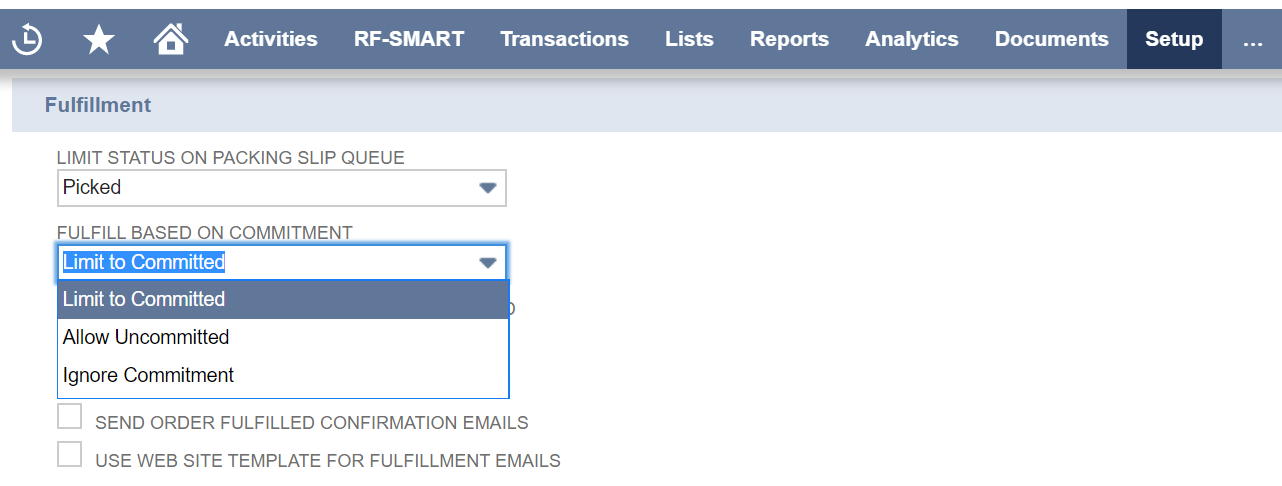 Activities RF-SMART Transactions Lists Reports Analytics Documents Setup ...
Fulfillment
LIMIT STATUS ON PACKING SLIP QUEUE
Picked
FULFILL BASED ON COMMITMENT
Limit to Committed
Limit to Committed
Allow Uncommitted
Ignore Commitment
SEND ORDER FULFILLED CONFIRMATION EMAILS
USE WEB SITE TEMPLATE FOR FULFILLMENT EMAILS